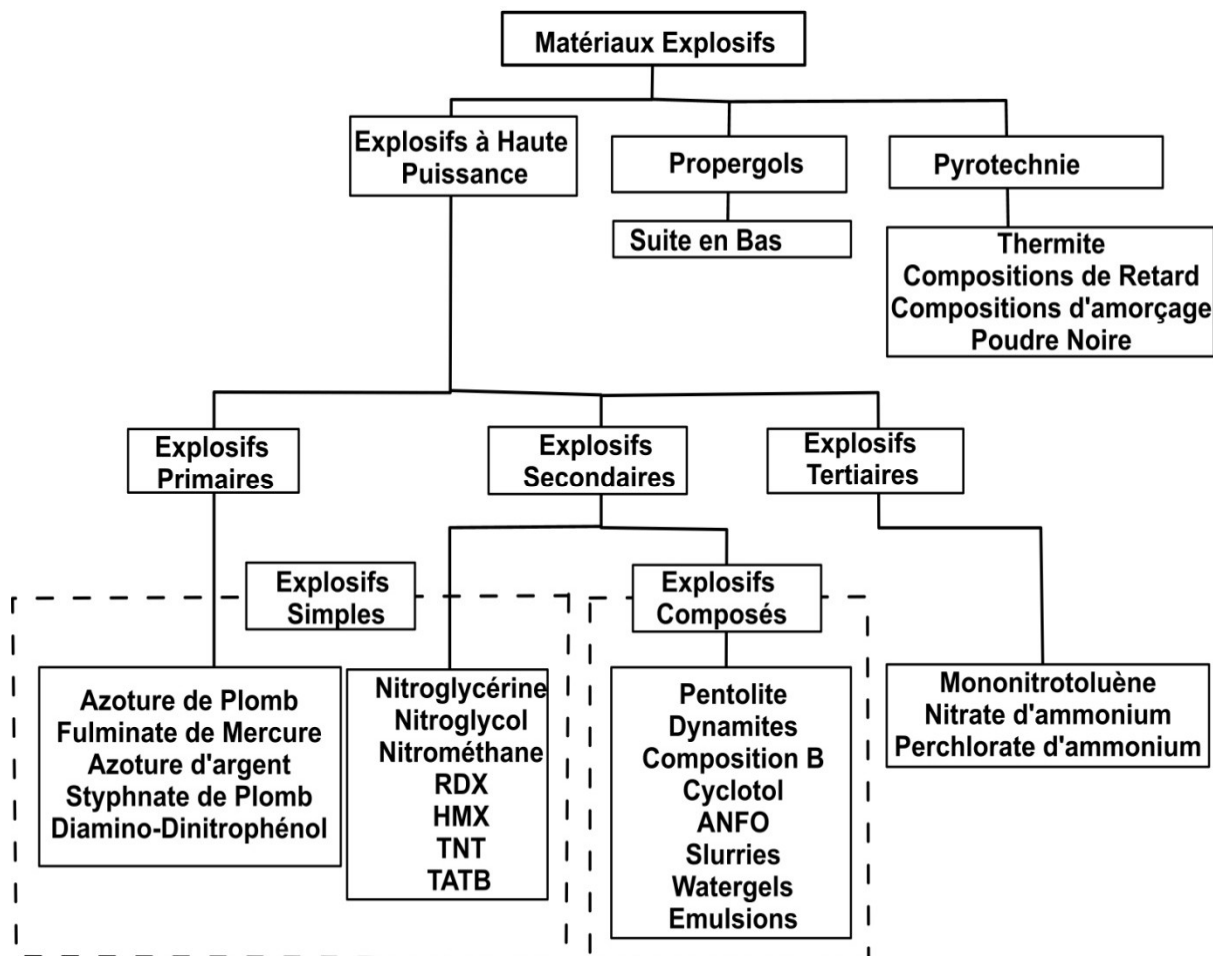 Matériaux Explosifs
Explosifs à Haute
Puissance
Propergols
Pyrotechnie
Suite en Bas
Thermite
Compositions de Retard
Compositions d'amorçage
Poudre Noire
Explosifs
Primaires
Explosifs
Secondaires
Explosifs
Tertiaires
Explosifs
Simples
Explosifs
Composés
Azoture de Plomb
Fulminate de Mercure
Azoture d'argent
Styphnate de Plomb
Diamino-Dinitrophénol
Nitroglycérine
Nitroglycol
Nitrométhane
RDX
HMX
TNT
TATB
Pentolite
Dynamites
Composition B
Cyclotol
ANFO
Slurries
Watergels
Emulsions
Mononitrotoluène
Nitrate d'ammonium
Perchlorate d'ammonium